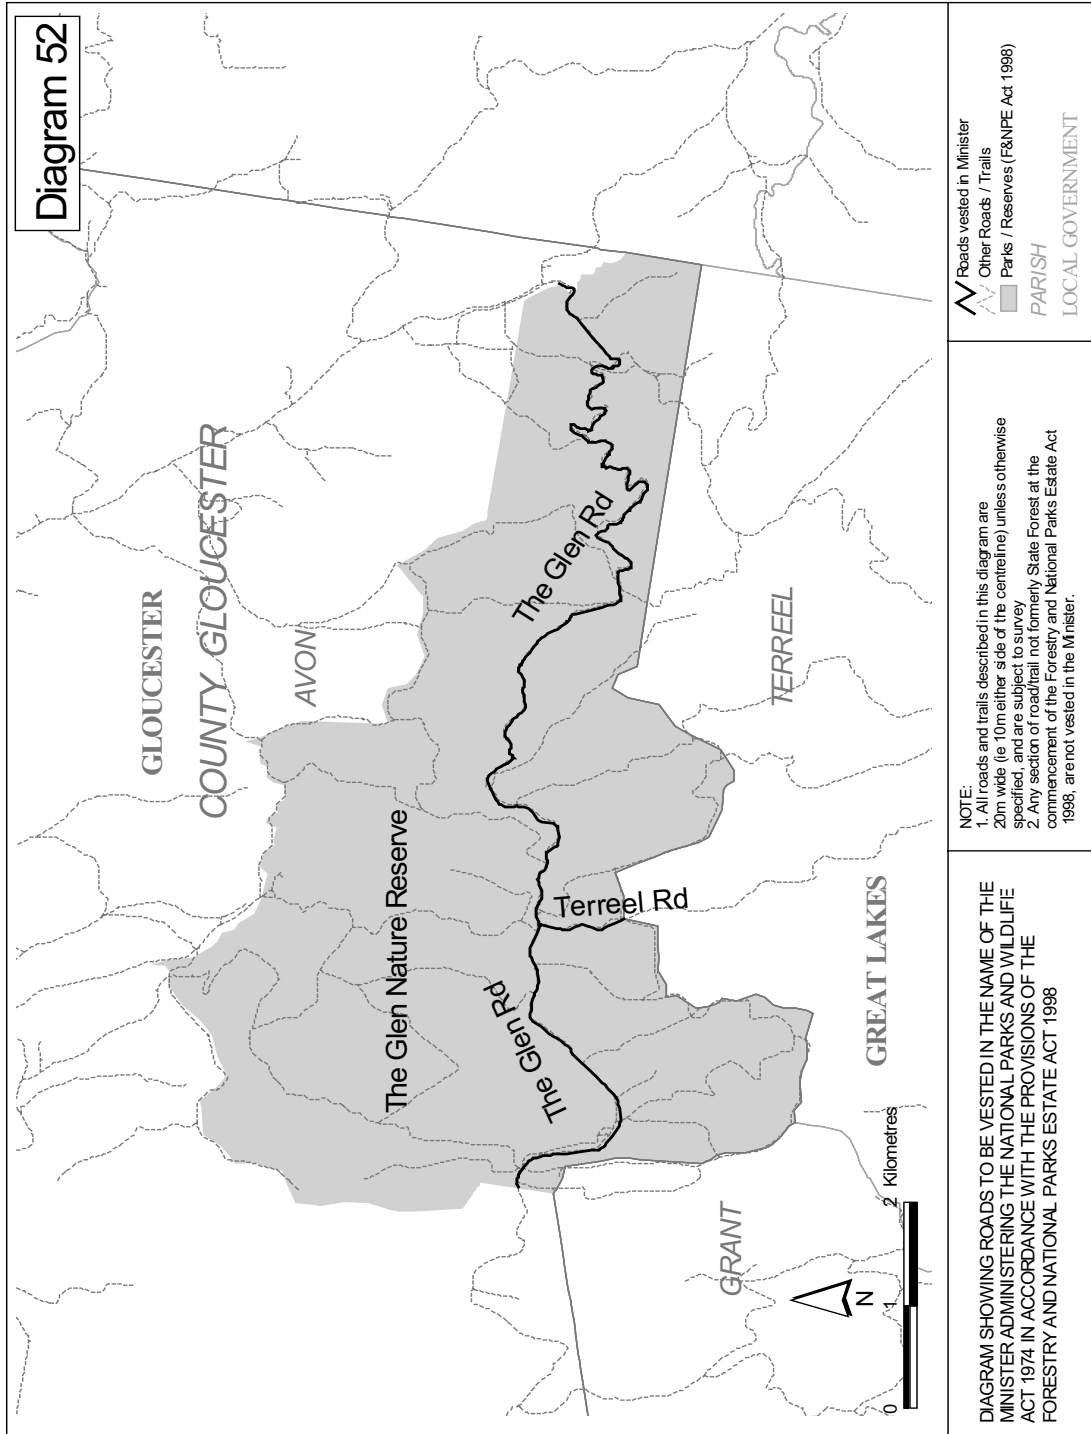 Diagram 52
GLOUCESTER
COUNTY GLOUCESTER
AVON
The Glen Nature Reserve
The Glen Rd
The Glen Rd
Terreel Rd
TERREEL
GREAT LAKES
GRANT
N
0 1 2 Kilometres
DIAGRAM SHOWING ROADS TO BE VESTED IN THE NAME OF THE
MINISTER ADMINISTERING THE NATIONAL PARKS AND WILDLIFE
ACT 1974 IN ACCORDANCE WITH THE PROVISIONS OF THE
FORESTRY AND NATIONAL PARKS ESTATE ACT 1998
NOTE:
1. All roads and trails described in this diagram are
20m wide (ie 10m either side of the centreline) unless otherwise
specified, and are subject to survey
2. Any section of road/trail not formerly State Forest at the
commencement of the Forestry and National Parks Estate Act
1998, are not vested in the Minister.
Roads vested in Minister
Other Roads / Trails
Parks / Reserves (F&NPE Act 1998)
PARISH
LOCAL GOVERNMENT